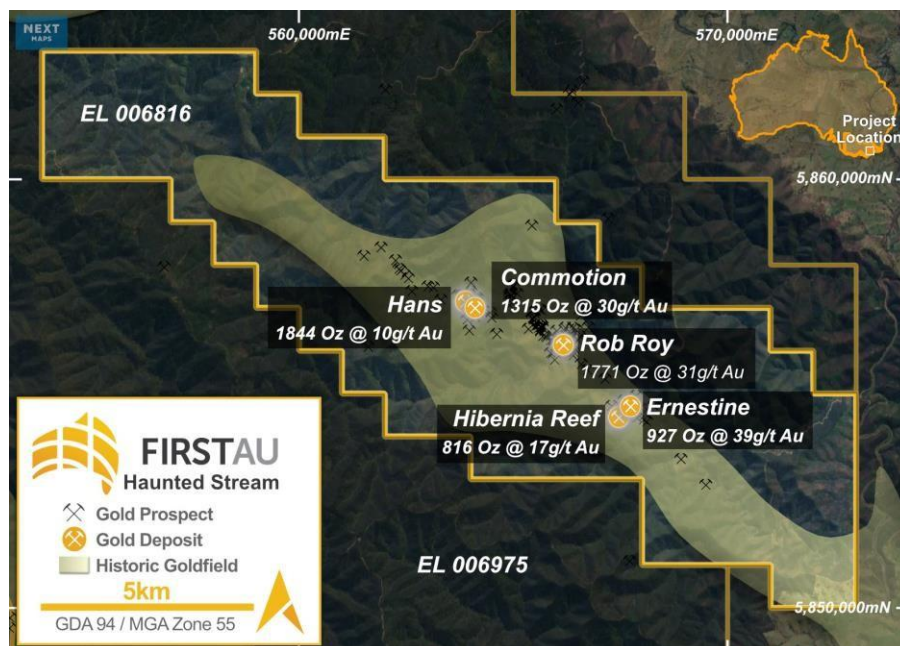 NEXT
MAPS
560,000mE
570,000mE
EL 006816
Project
Location
5,860,000mN
Commotion
1315 Oz @ 30g/t Au
Hans
1844 Oz @ 10g/t Au
Rob Roy
1771 Oz @ 31g/t Au
Hibernia Reef
816 Oz @ 17g/t Au
Ernestine
927 Oz @ 39g/t Au
FIRSTAU
Haunted Stream
Gold Prospect
Gold Deposit
Historic Goldfield
5km
GDA 94 / MGA Zone 55
EL 006975
5,850,000mN